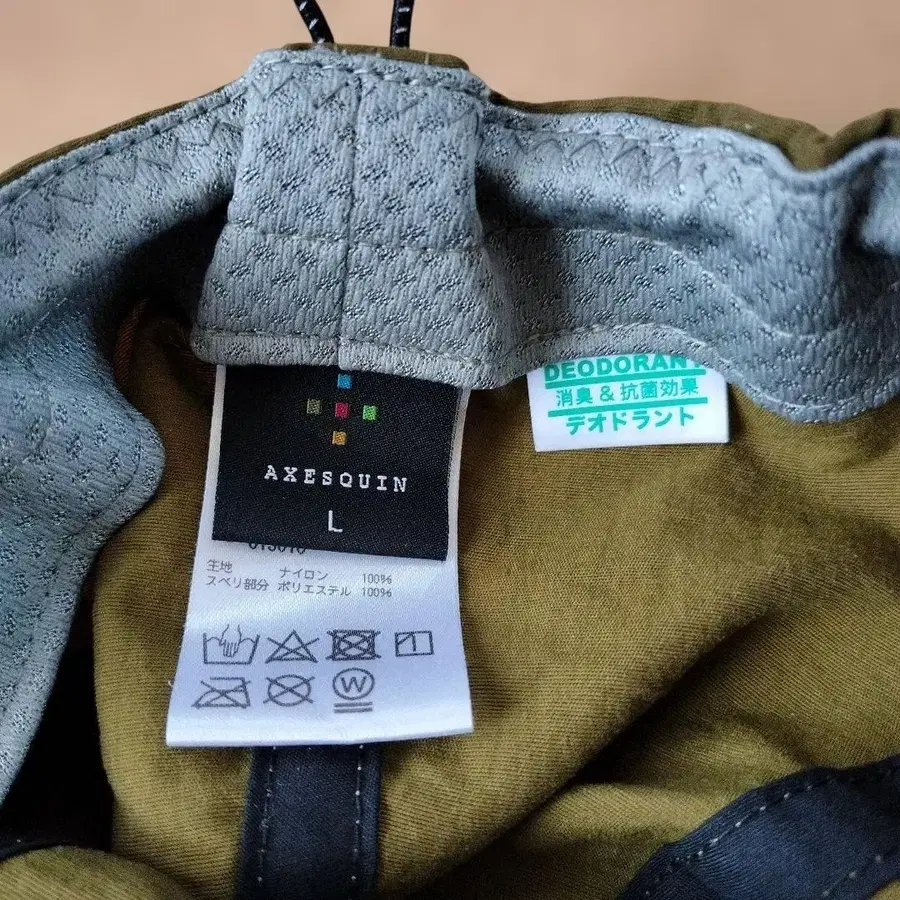 DEODORANT
消臭 & 抗菌効果
デオドラント
AXESQUIN
L
生地 ナイロン 100%
スベリ部分 ポリエステル 100%
W